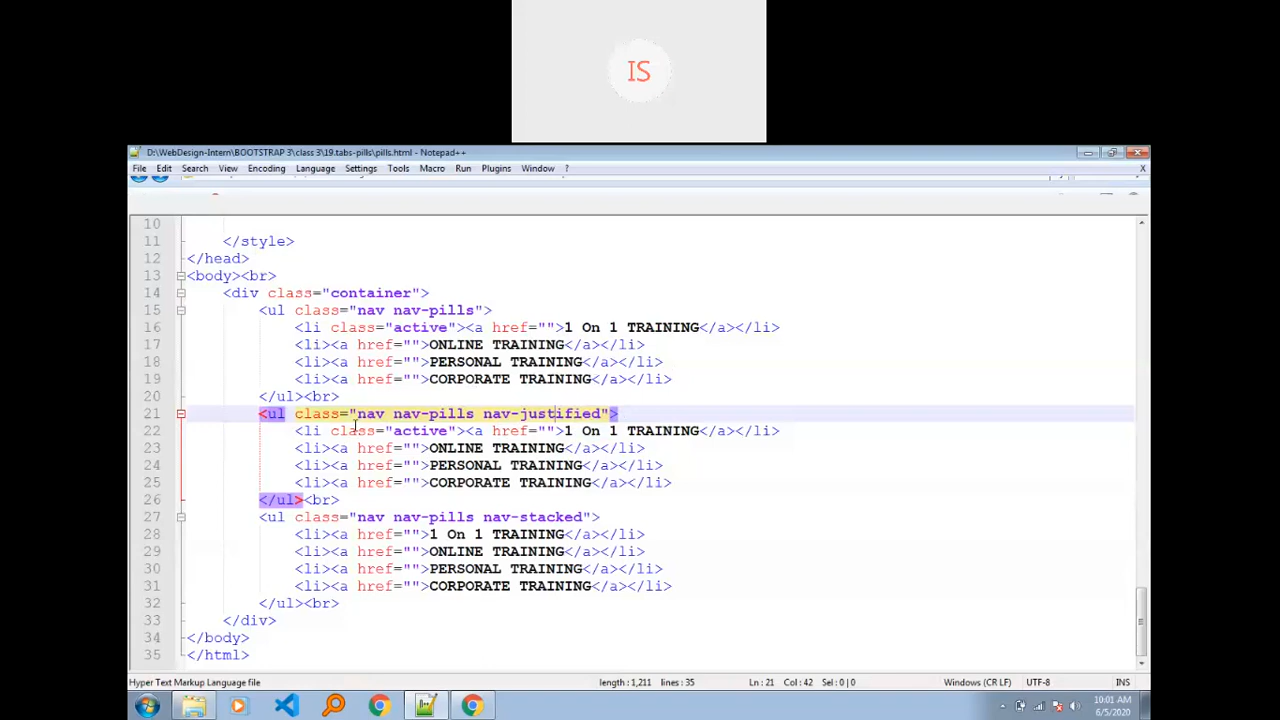 IS
D:\WebDesign-Intern\BOOTSTRAP 3\class 3\19.tabs-pills\pills.html - Notepad++
File Edit Search View Encoding Language Settings Tools Macro Run Plugins Window ? X
10
11 </style>
12 </head>
13 <body><br>
14 <div class="container">
15 <ul class="nav nav-pills">
16 <li class="active"><a href="">1 On 1 TRAINING</a></li>
17 <li><a href="">ONLINE TRAINING</a></li>
18 <li><a href="">PERSONAL TRAINING</a></li>
19 <li><a href="">CORPORATE TRAINING</a></li>
20 </ul><br>
21 <ul class="nav nav-pills nav-justified">
22 <li class="active"><a href="">1 On 1 TRAINING</a></li>
23 <li><a href="">ONLINE TRAINING</a></li>
24 <li><a href="">PERSONAL TRAINING</a></li>
25 <li><a href="">CORPORATE TRAINING</a></li>
26 </ul><br>
27 <ul class="nav nav-pills nav-stacked">
28 <li><a href="">1 On 1 TRAINING</a></li>
29 <li><a href="">ONLINE TRAINING</a></li>
30 <li><a href="">PERSONAL TRAINING</a></li>
31 <li><a href="">CORPORATE TRAINING</a></li>
32 </ul><br>
33 </div>
34 </body>
35 </html>
Hyper Text Markup Language file length : 1,211 lines : 35 Ln : 21 Col : 42 Sel : 0 | 0 Windows (CR LF) UTF-8 INS
10:01 AM
6/5/2020